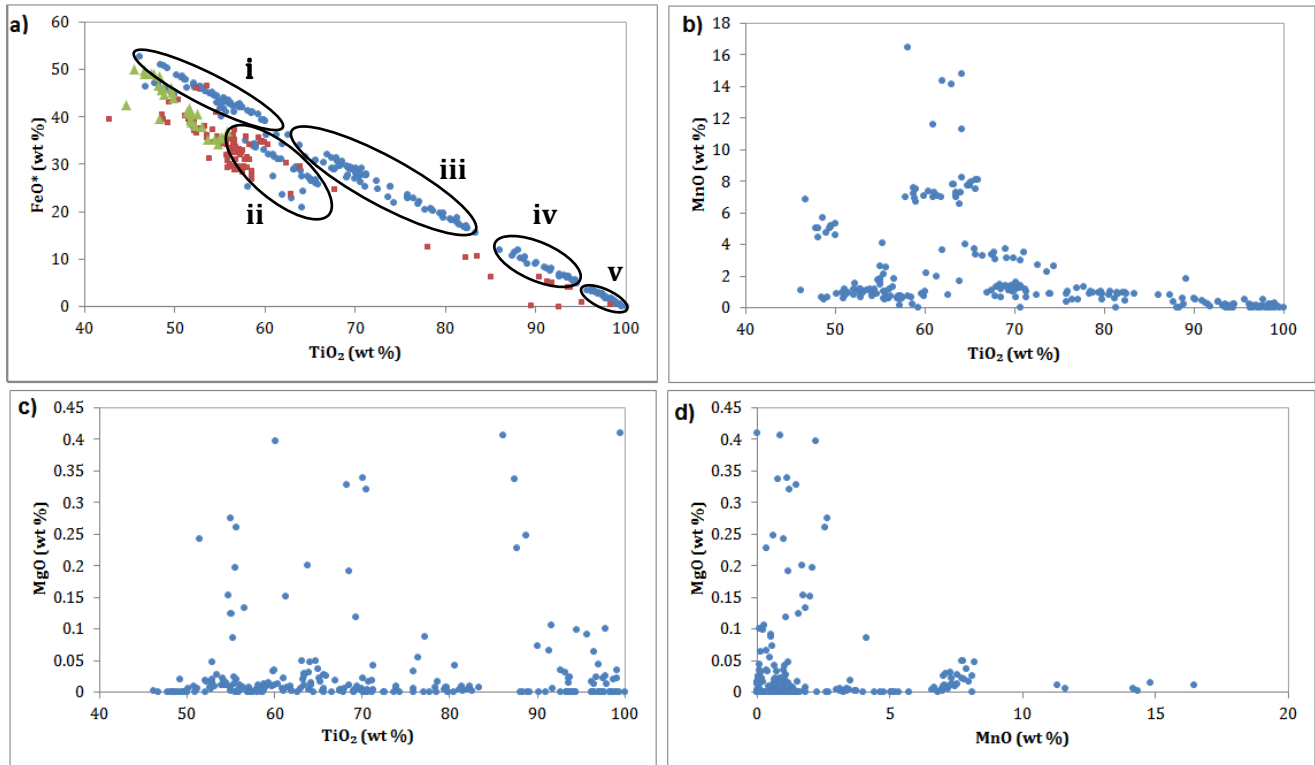 a)
60
50
40
30
20
10
0
FeO* (wt %)
i
ii
iii
iv
v
40 50 60 70 80 90 100
TiO₂ (wt %)
b)
18
16
14
12
10
8
6
4
2
0
MnO (wt %)
40 50 60 70 80 90 100
TiO₂ (wt %)
c)
0.45
0.4
0.35
0.3
0.25
0.2
0.15
0.1
0.05
0
MgO (wt %)
40 50 60 70 80 90 100
TiO₂ (wt %)
d)
0.45
0.4
0.35
0.3
0.25
0.2
0.15
0.1
0.05
0
MgO (wt %)
0 5 10 15 20
MnO (wt %)